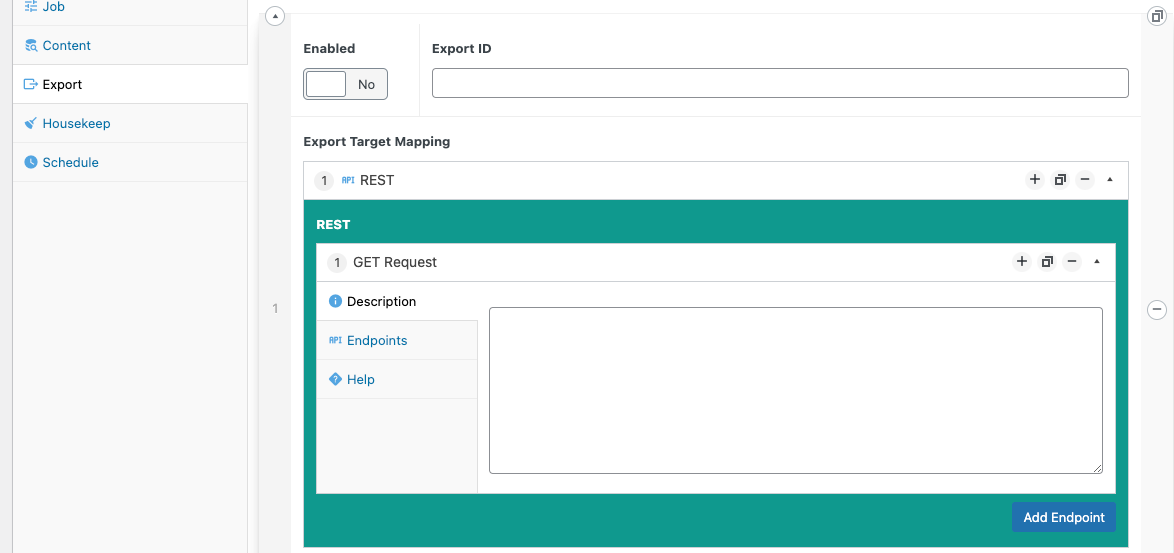 Job
Content
Export
Housekeep
Schedule
Enabled
Export ID
No
Export Target Mapping
1 API REST
REST
1 GET Request
1
Description
API Endpoints
Help
Add Endpoint